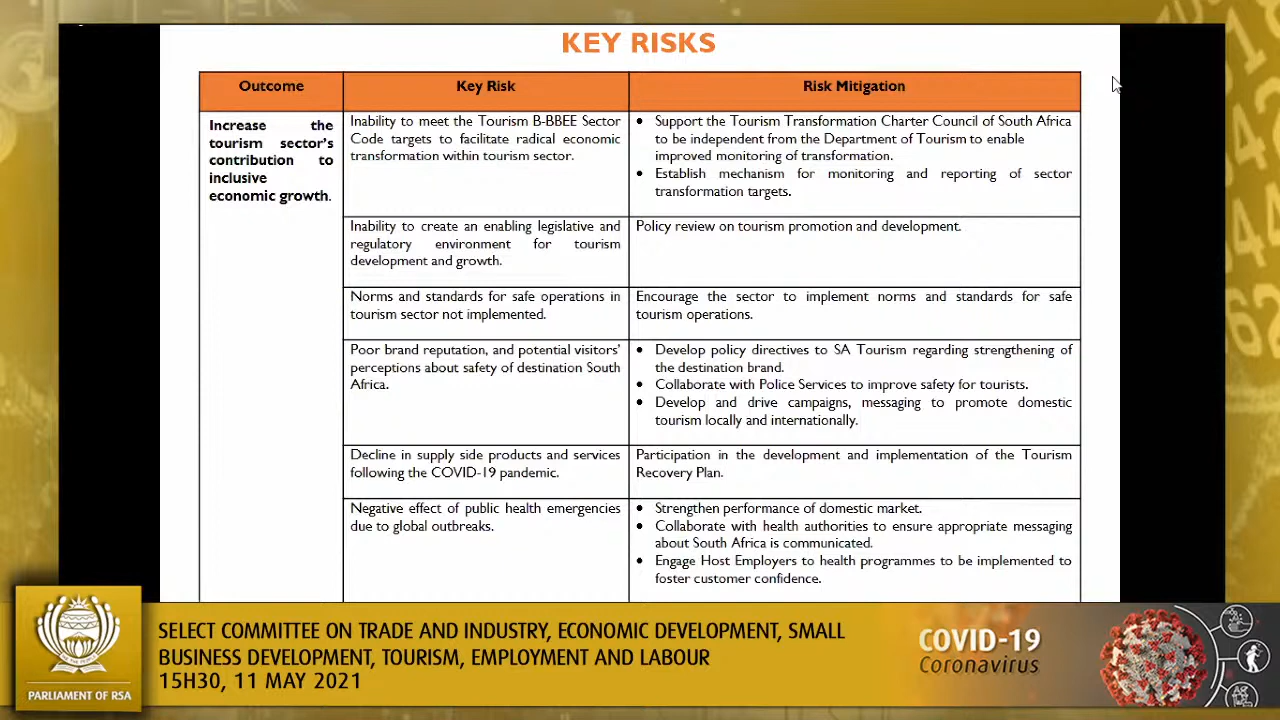 KEY RISKS
Outcome
Key Risk
Risk Mitigation
Increase the
tourism sector's
contribution to
inclusive
economic growth.
Inability to meet the Tourism B-BBEE Sector
Code targets to facilitate radical economic
transformation within tourism sector.
• Support the Tourism Transformation Charter Council of South Africa
to be independent from the Department of Tourism to enable
improved monitoring of transformation.
• Establish mechanism for monitoring and reporting of sector
transformation targets.
Inability to create an enabling legislative and
regulatory environment for tourism
development and growth.
Policy review on tourism promotion and development.
Norms and standards for safe operations in
tourism sector not implemented.
Encourage the sector to implement norms and standards for safe
tourism operations.
Poor brand reputation, and potential visitors'
perceptions about safety of destination South
Africa.
• Develop policy directives to SA Tourism regarding strengthening of
the destination brand.
• Collaborate with Police Services to improve safety for tourists.
• Develop and drive campaigns, messaging to promote domestic
tourism locally and internationally.
Decline in supply side products and services
following the COVID-19 pandemic.
Participation in the development and implementation of the Tourism
Recovery Plan.
Negative effect of public health emergencies
due to global outbreaks.
• Strengthen performance of domestic market.
• Collaborate with health authorities to ensure appropriate messaging
about South Africa is communicated.
• Engage Host Employers to health programmes to be implemented to
foster customer confidence.
PARLIAMENT OF RSA
SELECT COMMITTEE ON TRADE AND INDUSTRY, ECONOMIC DEVELOPMENT, SMALL
BUSINESS DEVELOPMENT, TOURISM, EMPLOYMENT AND LABOUR
15H30, 11 MAY 2021
COVID-19
Coronavirus